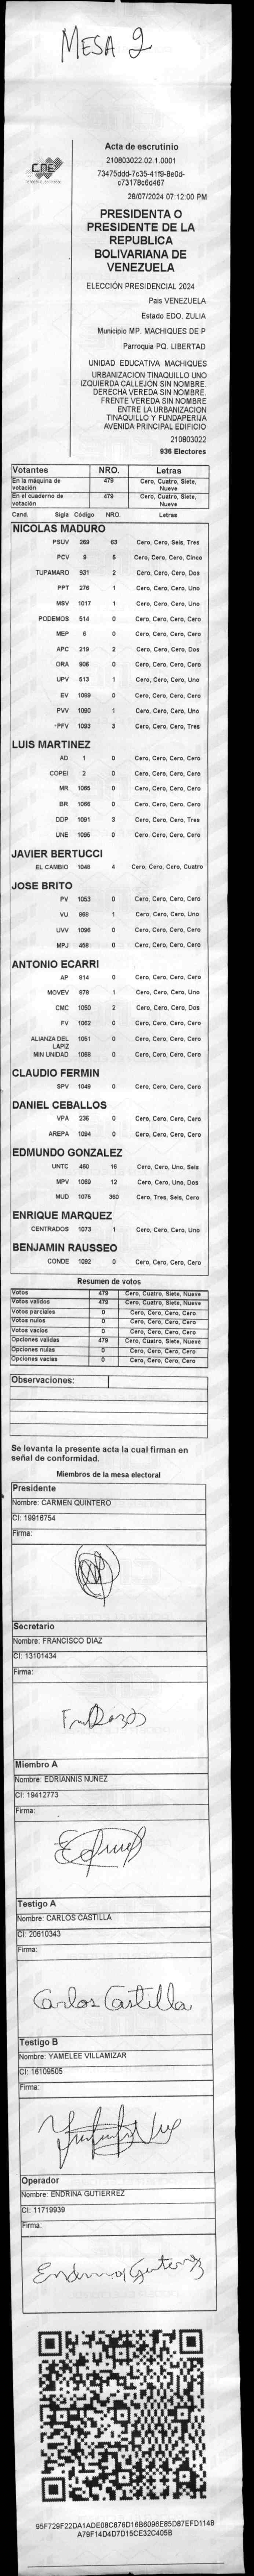 MESA 2
CNE
Acta de escrutinio
210803022.02.1.0001
28/07/2024 07:12:00 PM
PRESIDENTA O
PRESIDENTE DE LA
REPUBLICA
BOLIVARIANA DE
VENEZUELA
ELECCIÓN PRESIDENCIAL 2024
Pais VENEZUELA
Estado EDO. ZULIA
Municipio MP. MACHIQUES DE P
Parroquia PQ. LIBERTAD
UNIDAD EDUCATIVA MACHIQUES
URBANIZACION TINAQUILLO UNO
IZQUIERDA CALLEJÓN SIN NOMBRE.
DERECHA VEREDA SIN NOMBRE.
FRENTE VEREDA SIN NOMBRE
ENTRE LA URBANIZACION
TINAQUILLO Y FUNDAPERIJA
AVENIDA PRINCIPAL EDIFICIO
210803022
936 Electores
Votantes NRO. Letras
En la máquina de votación 479 Cero, Cuatro, Siete, Nueve
En el cuaderno de votación 479 Cero, Cuatro, Siete, Nueve
Cand. Sigla Código NRO. Letras
NICOLAS MADURO
PSUV 269 63 Cero, Cero, Seis, Tres
PCV 9 5 Cero, Cero, Cero, Cinco
TUPAMARO 931 2 Cero, Cero, Cero, Dos
PPT 276 1 Cero, Cero, Cero, Uno
MSV 1017 1 Cero, Cero, Cero, Uno
PODEMOS 514 0 Cero, Cero, Cero, Cero
MEP 6 0 Cero, Cero, Cero, Cero
APC 219 2 Cero, Cero, Cero, Dos
ORA 906 0 Cero, Cero, Cero, Cero
UPV 513 1 Cero, Cero, Cero, Uno
EV 1089 0 Cero, Cero, Cero, Cero
PVV 1090 1 Cero, Cero, Cero, Uno
PFV 1093 3 Cero, Cero, Cero, Tres
LUIS MARTINEZ
AD 1 0 Cero, Cero, Cero, Cero
COPEI 2 0 Cero, Cero, Cero, Cero
MR 1065 0 Cero, Cero, Cero, Cero
BR 1066 0 Cero, Cero, Cero, Cero
DDP 1091 3 Cero, Cero, Cero, Tres
UNE 1095 0 Cero, Cero, Cero, Cero
JAVIER BERTUCCI
EL CAMBIO 1046 4 Cero, Cero, Cero, Cuatro
JOSE BRITO
PV 1053 0 Cero, Cero, Cero, Cero
VU 868 1 Cero, Cero, Cero, Uno
UVV 1096 0 Cero, Cero, Cero, Cero
MPJ 458 0 Cero, Cero, Cero, Cero
ANTONIO ECARRI
AP 814 0 Cero, Cero, Cero, Cero
MOVEV 878 1 Cero, Cero, Cero, Uno
CMC 1050 2 Cero, Cero, Cero, Dos
FV 1062 0 Cero, Cero, Cero, Cero
ALIANZA DEL LAPIZ 1051 0 Cero, Cero, Cero, Cero
MIN UNIDAD 1068 0 Cero, Cero, Cero, Cero
CLAUDIO FERMIN
SPV 1049 0 Cero, Cero, Cero, Cero
DANIEL CEBALLOS
VPA 236 0 Cero, Cero, Cero, Cero
AREPA 1094 0 Cero, Cero, Cero, Cero
EDMUNDO GONZALEZ
UNTC 460 16 Cero, Cero, Uno, Seis
MPV 1069 12 Cero, Cero, Uno, Dos
MUD 1075 360 Cero, Tres, Seis, Cero
ENRIQUE MARQUEZ
CENTRADOS 1073 1 Cero, Cero, Cero, Uno
BENJAMIN RAUSSEO
CONDE 1092 0 Cero, Cero, Cero, Cero
Resumen de votos
Votos 479 Cero, Cuatro, Siete, Nueve
Votos validos 479 Cero, Cuatro, Siete, Nueve
Votos parciales 0 Cero, Cero, Cero, Cero
Votos nulos 0 Cero, Cero, Cero, Cero
Votos vacios 0 Cero, Cero, Cero, Cero
Opciones validas 479 Cero, Cuatro, Siete, Nueve
Opciones nulas 0 Cero, Cero, Cero, Cero
Opciones vacias 0 Cero, Cero, Cero, Cero
Observaciones:
Se levanta la presente acta la cual firman en
señal de conformidad.
Miembros de la mesa electoral
Presidente
Nombre: CARMEN QUINTERO
CI: 19916754
Firma:
Secretario
Nombre: FRANCISCO DIAZ
CI: 13101434
Firma:
Miembro A
Nombre: EDRIANNIS NUÑEZ
CI: 19412773
Firma:
Testigo A
Nombre: CARLOS CASTILLA
CI: 20610343
Firma:
Carlos Castilla
Testigo B
Nombre: YAMELEE VILLAMIZAR
CI: 16109505
Firma:
Operador
Nombre: ENDRINA GUTIERREZ
CI: 11719939
Firma:
Endrina Gutierrez